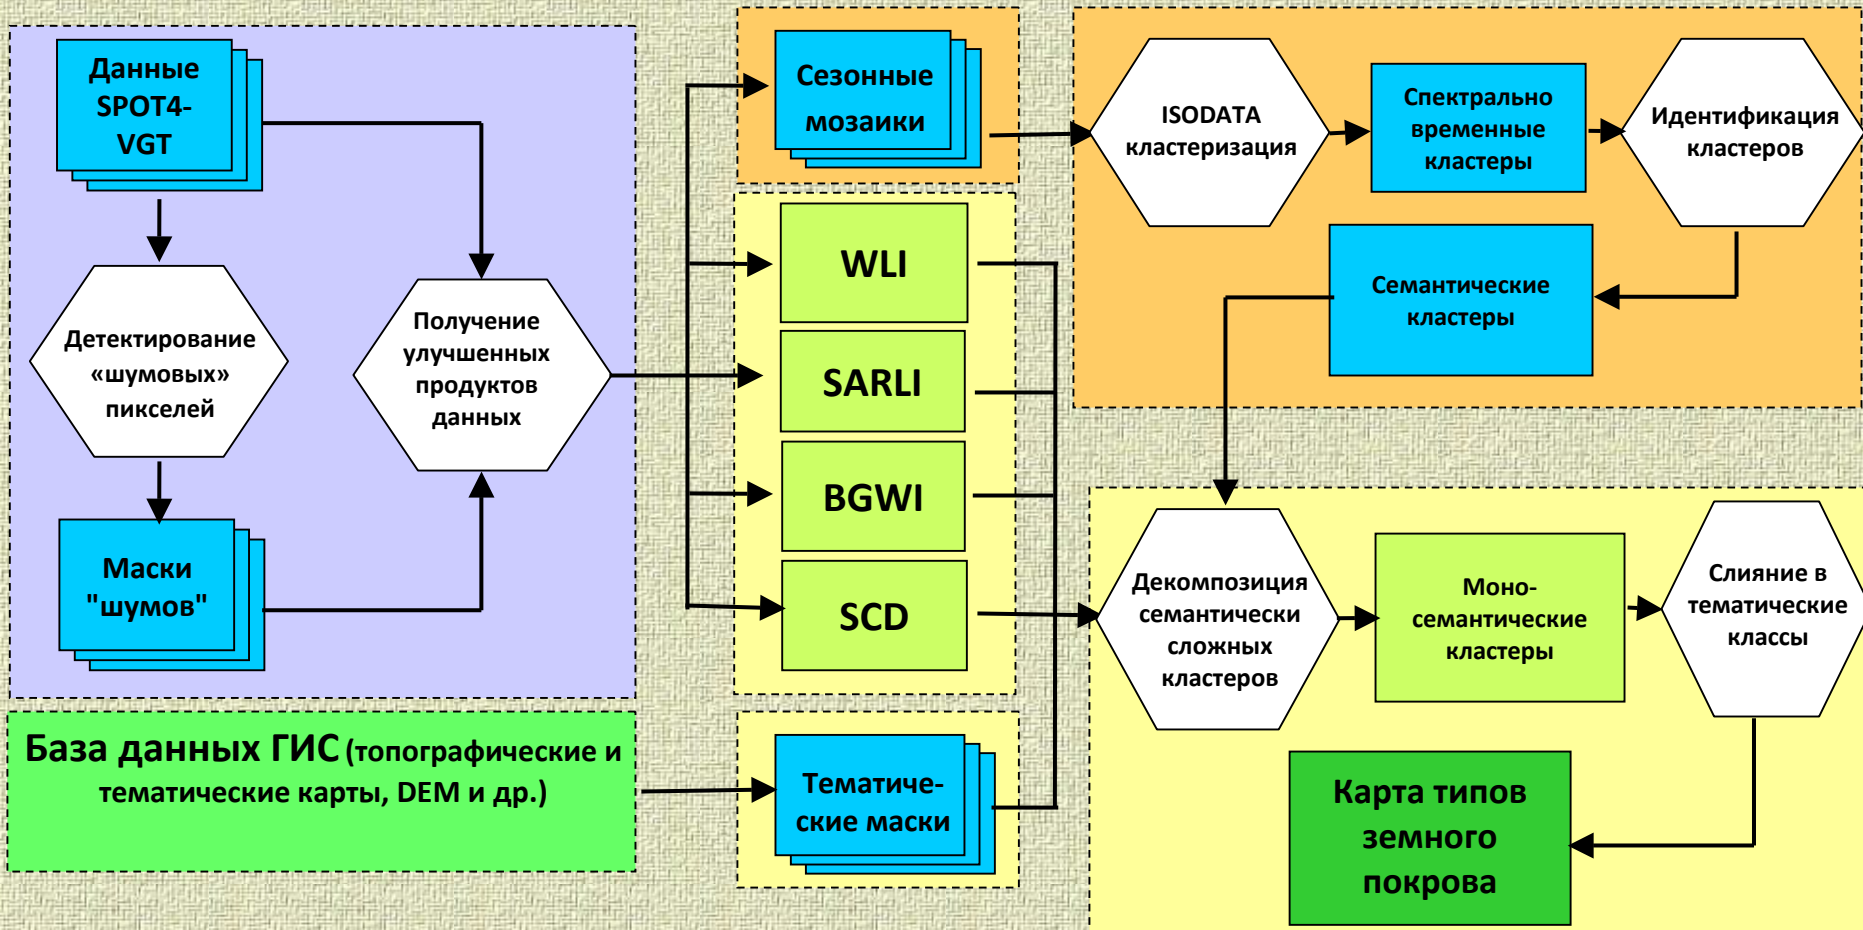 Данные
SPOT4-
VGT
Детектирование
«шумовых»
пикселей
Маски
"шумов"
Получение
улучшенных
продуктов
данных
База данных ГИС (топографические и
тематические карты, DEM и др.)
Сезонные
мозаики
WLI
SARLI
BGWI
SCD
Тематиче-
ские маски
ISODATA
кластеризация
Спектрально
временные
кластеры
Идентификация
кластеров
Семантические
кластеры
Декомпозиция
семантически
сложных
кластеров
Моно-
семантические
кластеры
Слияние в
тематические
классы
Карта типов
земного
покрова